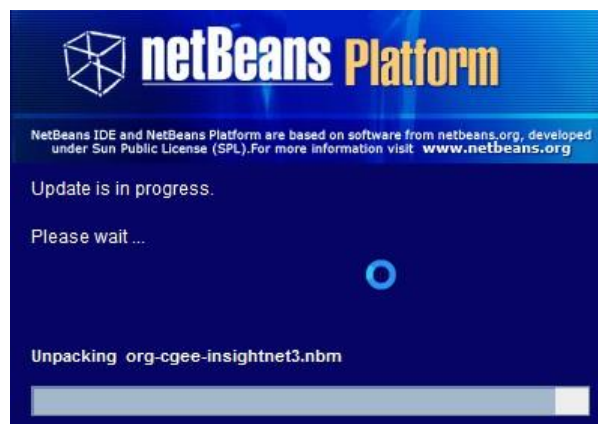 netBeans Platform
NetBeans IDE and NetBeans Platform are based on software from netbeans.org, developed
under Sun Public License (SPL).For more information visit www.netbeans.org
Update is in progress.
Please wait ...
Unpacking org-cgee-insightnet3.nbm